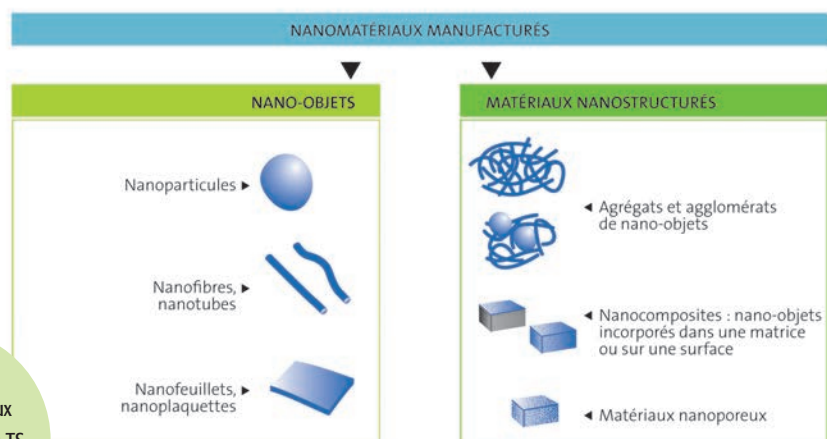 NANOMATÉRIAUX MANUFACTURÉS
NANO-OBJETS
Nanoparticules
Nanofibres,
nanotubes
Nanofeuillets,
nanoplaquettes
MATÉRIAUX NANOSTRUCTURÉS
Agrégats et agglomérats
de nano-objets
Nanocomposites : nano-objets
incorporés dans une matrice
ou sur une surface
Matériaux nanoporeux